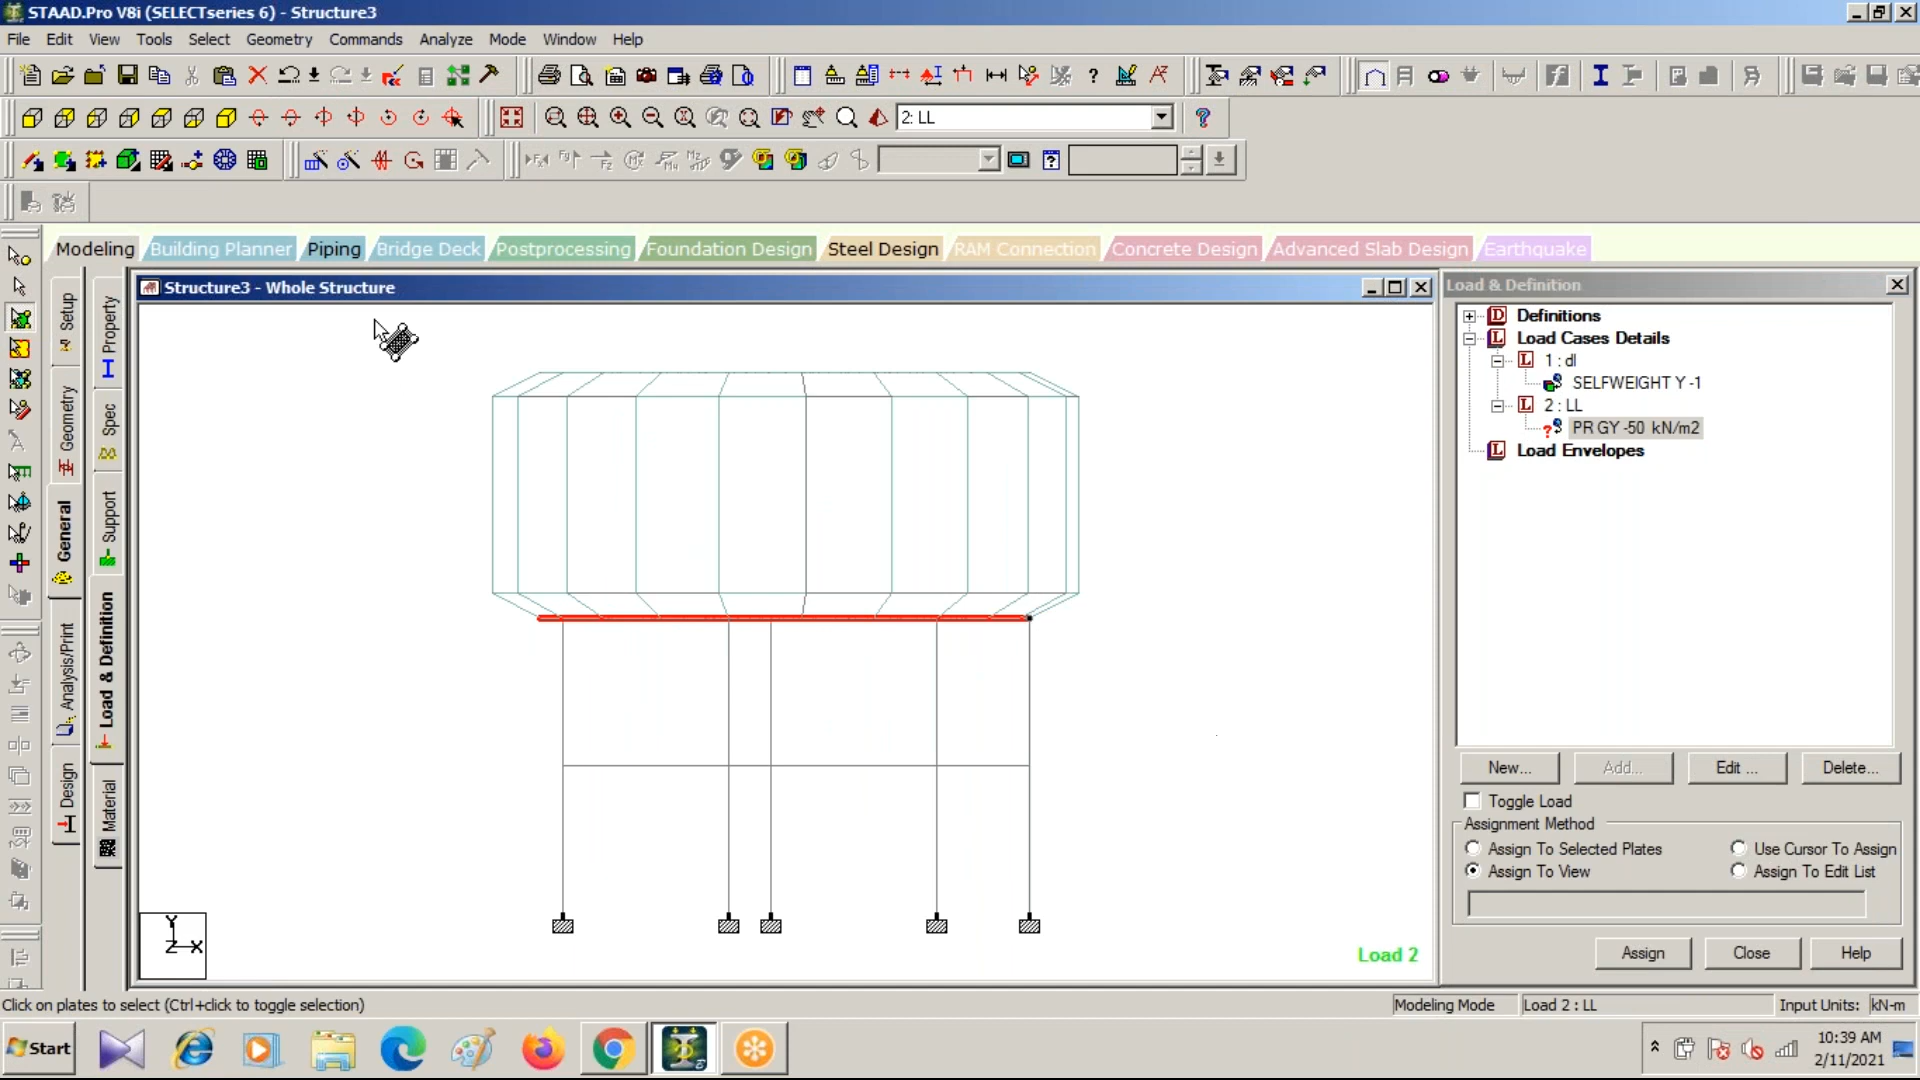 STAAD.Pro V8i (SELECTseries 6) - Structure3
File Edit View Tools Select Geometry Commands Analyze Mode Window Help
2: LL
Modeling Building Planner Piping Bridge Deck Postprocessing Foundation Design Steel Design RAM Connection Concrete Design Advanced Slab Design Earthquake
Structure3 - Whole Structure
Load & Definition
Setup
Geometry
General
Analysis/Print
Design
Property
Spec
Support
Load & Definition
Material
Definitions
Load Cases Details
1 : dl
SELFWEIGHT Y -1
2 : LL
PR GY -50 kN/m2
Load Envelopes
New... Add... Edit ... Delete...
Toggle Load
Assignment Method
Assign To Selected Plates Use Cursor To Assign
Assign To View Assign To Edit List
Assign Close Help
Y
Z X
Load 2
Click on plates to select (Ctrl+click to toggle selection) Modeling Mode Load 2 : LL Input Units: kN-m
Start
10:39 AM
2/11/2021